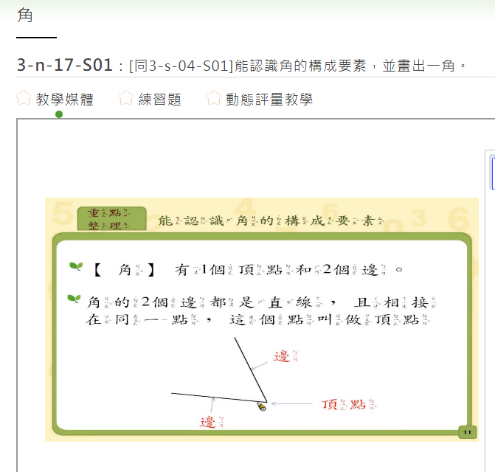 角
3-n-17-S01：[同3-s-04-S01]能認識角的構成要素，並畫出一角。
教學媒體 練習題 動態評量教學
重點
整理
能認識角的構成要素
【角】有1個頂點和2個邊。
角的2個邊都是直線，且相接
在同一點，這個點叫做頂點
邊
頂點
邊